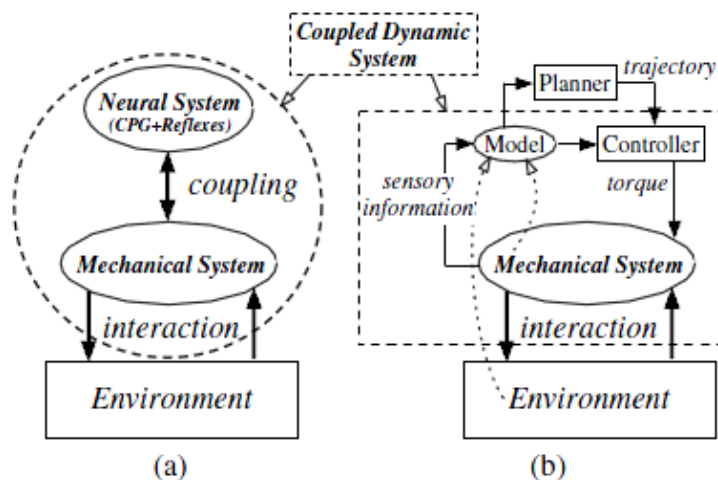 Coupled Dynamic
System
Neural System
(CPG+Reflexes)
coupling
Mechanical System
interaction
Environment
(a)
Planner
trajectory
Model
Controller
sensory
information
torque
Mechanical System
interaction
Environment
(b)